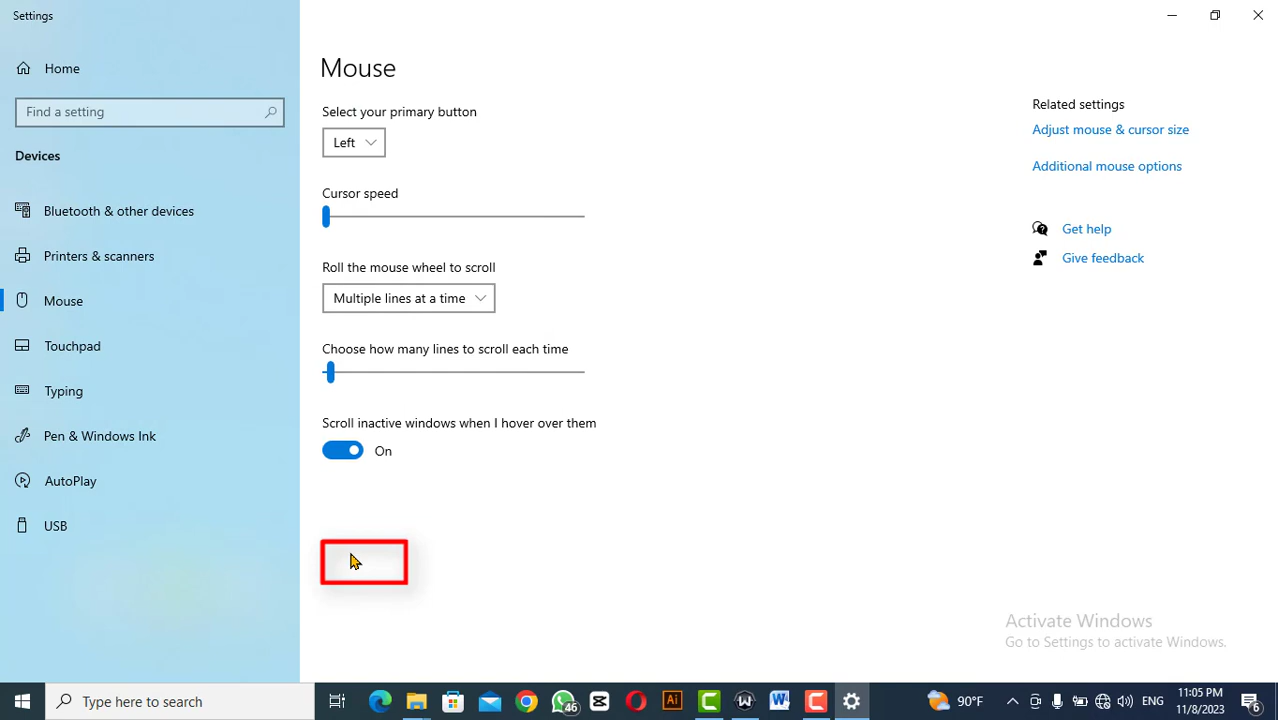 Settings
Home
Find a setting
Devices
Bluetooth & other devices
Printers & scanners
Mouse
Touchpad
Typing
Pen & Windows Ink
AutoPlay
USB
Mouse
Select your primary button
Left
Cursor speed
Roll the mouse wheel to scroll
Multiple lines at a time
Choose how many lines to scroll each time
Scroll inactive windows when I hover over them
On
Related settings
Adjust mouse & cursor size
Additional mouse options
Get help
Give feedback
Activate Windows
Go to Settings to activate Windows.
Type here to search
46
Ai
W
90°F
ENG
11:05 PM
11/8/2023
6